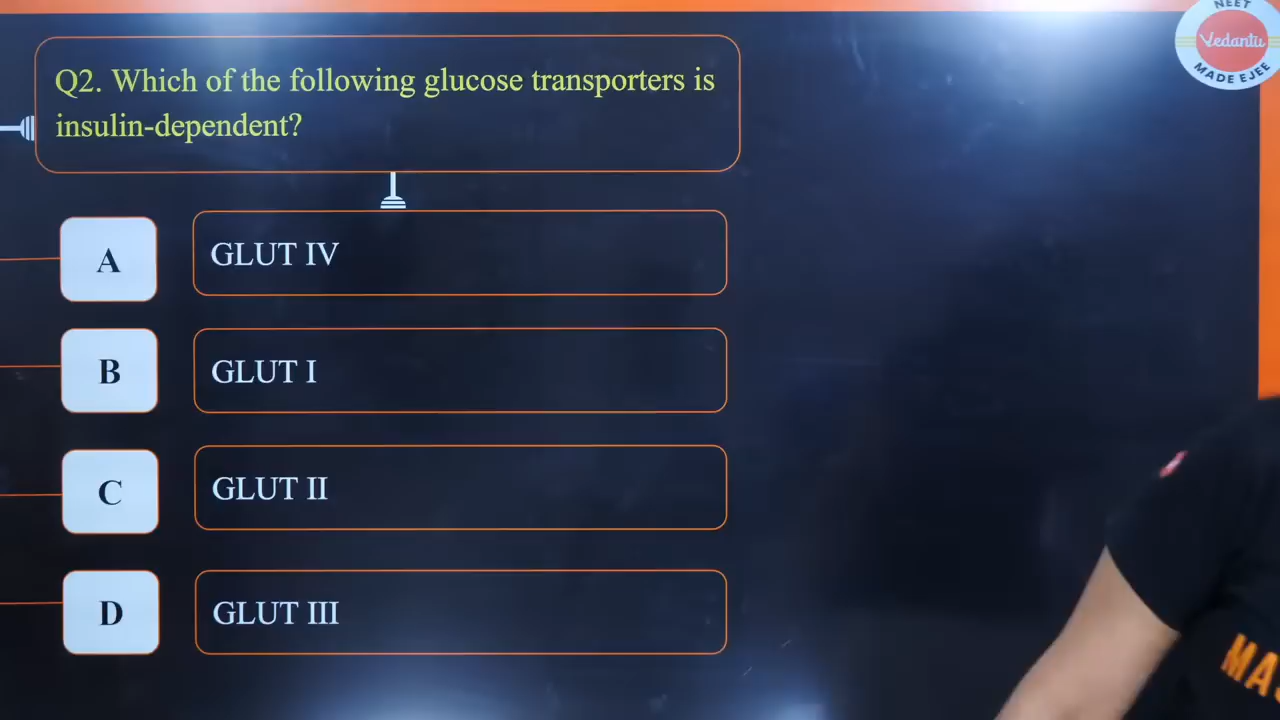 NEET
Vedantu
MADE EJEE
Q2. Which of the following glucose transporters is
insulin-dependent?
A
GLUT IV
B
GLUT I
C
GLUT II
D
GLUT III